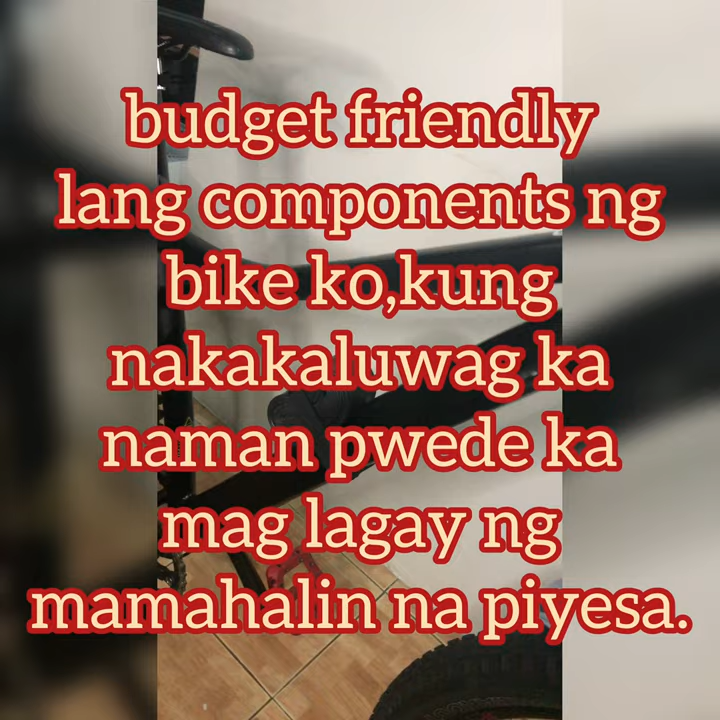 budget friendly
lang components ng
bike ko,kung
nakakaluwag ka
naman pwede ka
mag lagay ng
mamahalin na piyesa.